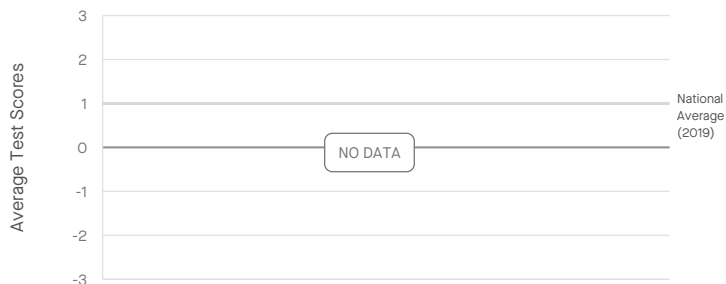 Average Test Scores
3
2
1
0
-1
-2
-3
NO DATA
National
Average
(2019)